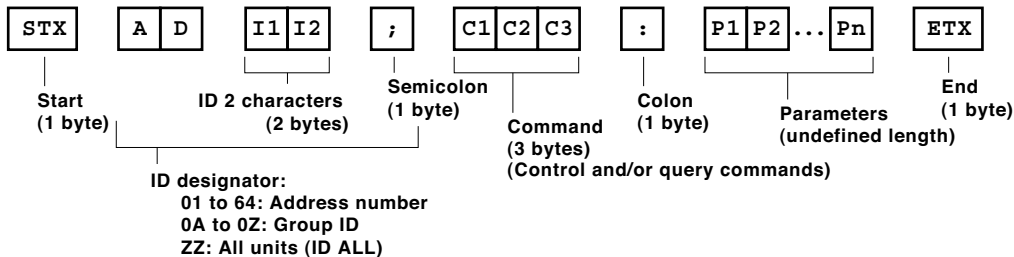 STX A D I1 I2 ; C1 C2 C3 : P1 P2 ... Pn ETX
Start
(1 byte)
ID 2 characters
(2 bytes)
Semicolon
(1 byte)
Command
(3 bytes)
(Control and/or query commands)
Colon
(1 byte)
Parameters
(undefined length)
End
(1 byte)
ID designator:
01 to 64: Address number
0A to 0Z: Group ID
ZZ: All units (ID ALL)